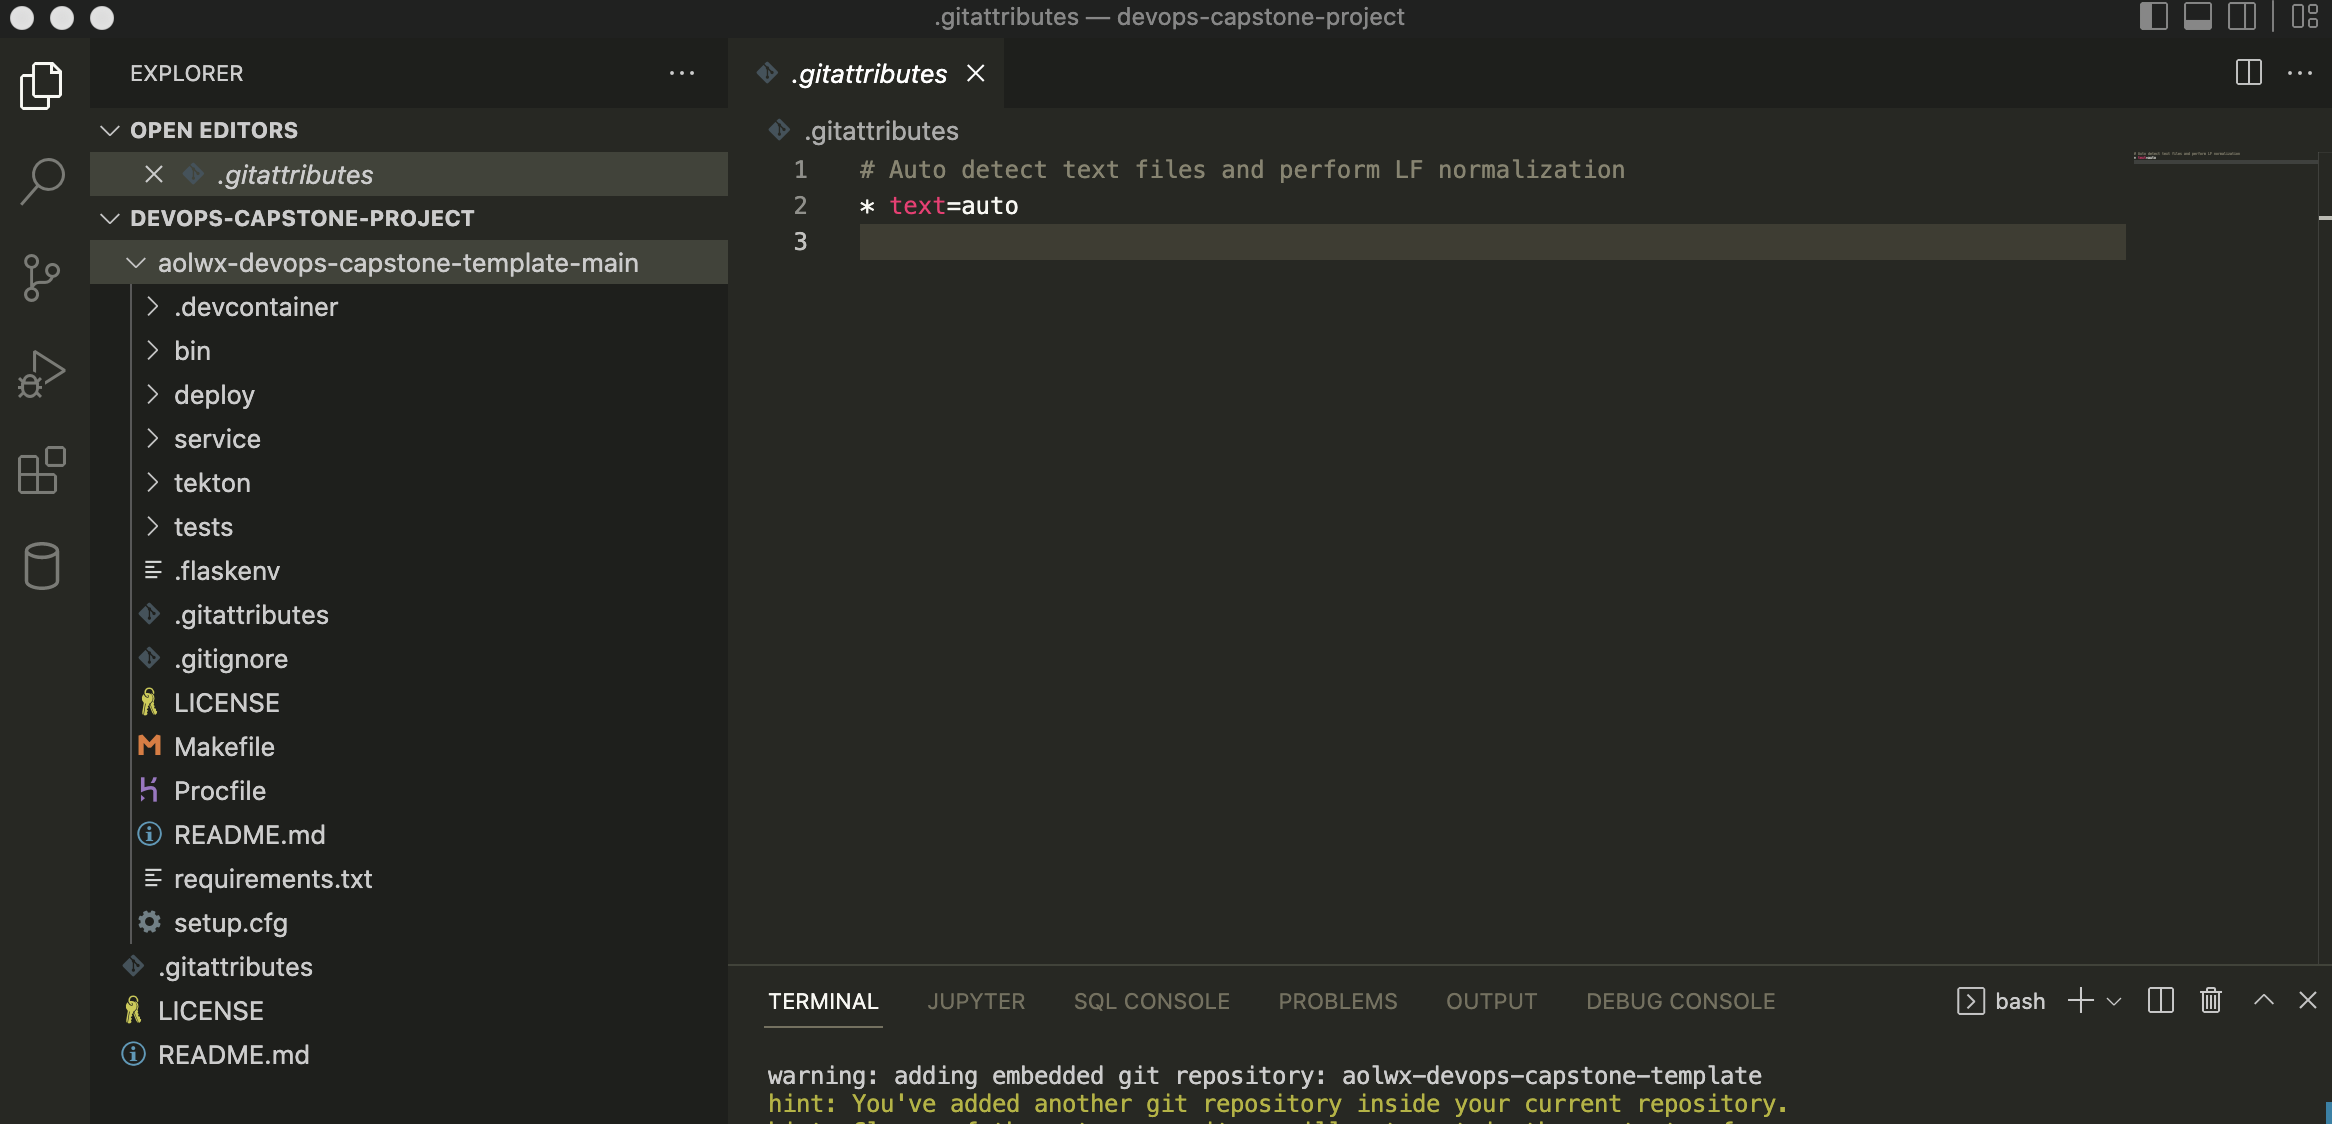 .gitattributes — devops-capstone-project
EXPLORER
OPEN EDITORS
.gitattributes
DEVOPS-CAPSTONE-PROJECT
aolwx-devops-capstone-template-main
.devcontainer
bin
deploy
service
tekton
tests
.flaskenv
.gitattributes
.gitignore
LICENSE
Makefile
Procfile
README.md
requirements.txt
setup.cfg
.gitattributes
LICENSE
README.md
.gitattributes
.gitattributes
1 # Auto detect text files and perform LF normalization
2 * text=auto
3
TERMINAL JUPYTER SQL CONSOLE PROBLEMS OUTPUT DEBUG CONSOLE bash
warning: adding embedded git repository: aolwx-devops-capstone-template
hint: You've added another git repository inside your current repository.